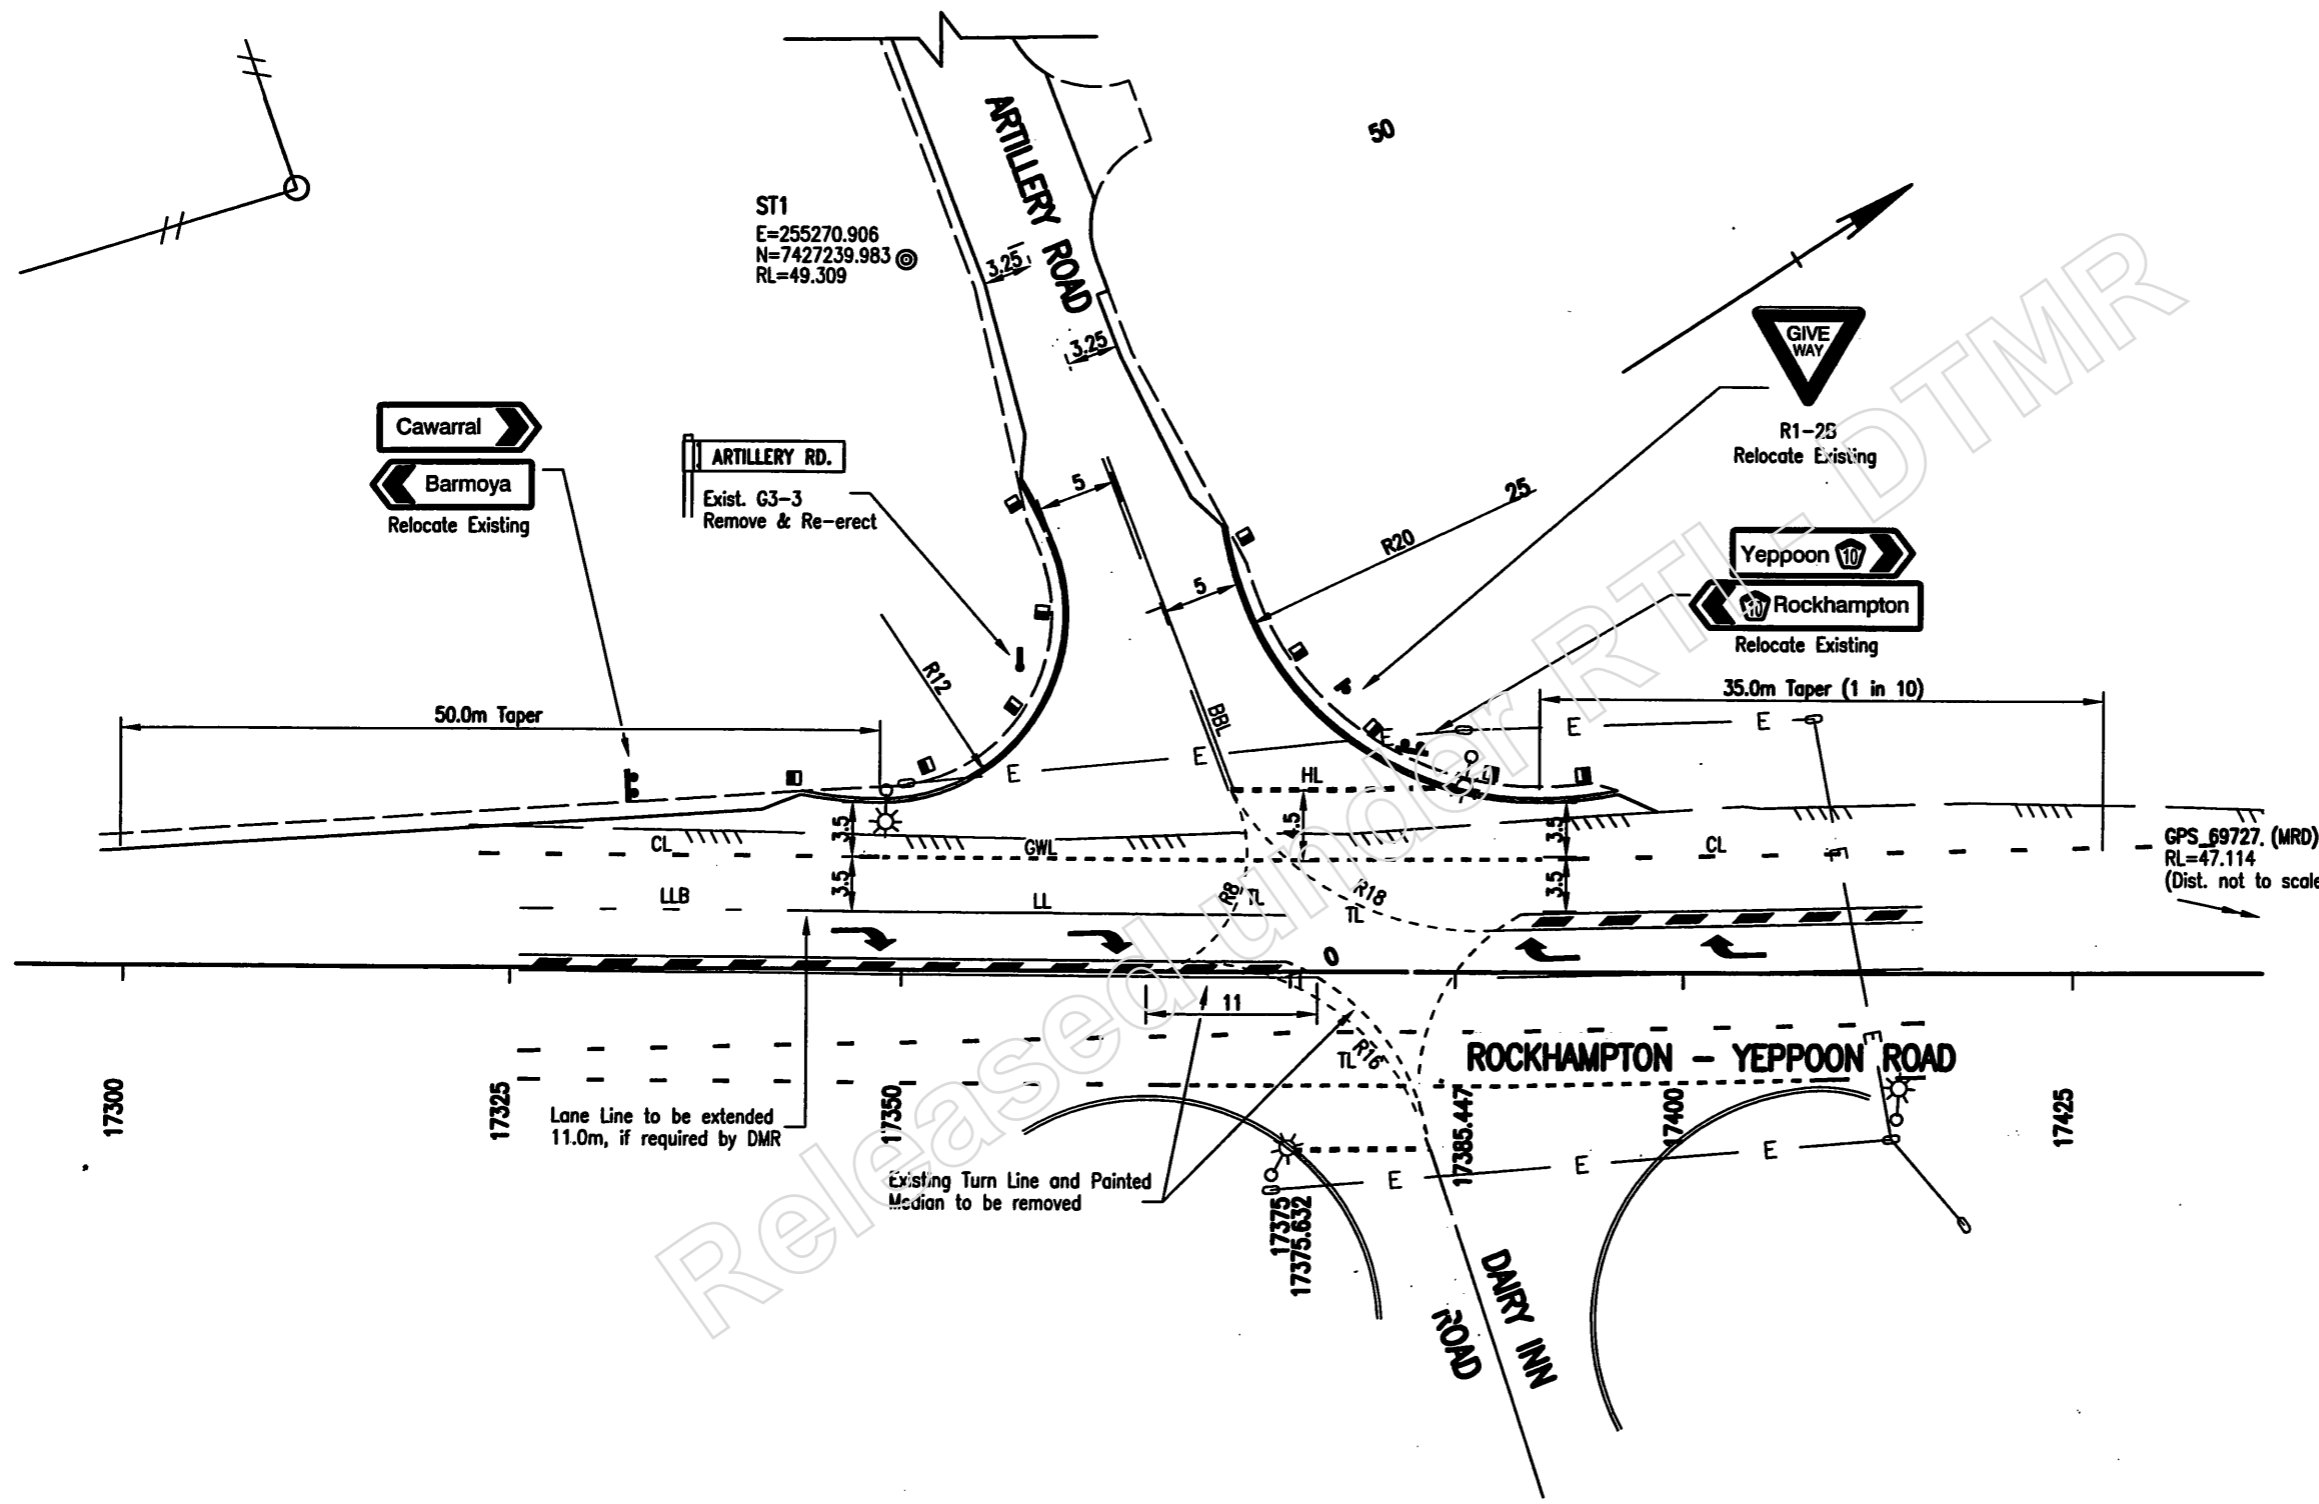 ARTILLERY ROAD
50
ST1
E=255270.906
N=7427239.983
RL=49.309
3.25
3.25
GIVE
WAY
R1-2B
Relocate Existing
Cawarral
Barmoya
Relocate Existing
ARTILLERY RD.
Exist. G3-3
Remove & Re-erect
5
5
R20
25
Yeppoon 10
10 Rockhampton
Relocate Existing
R12
BBL
50.0m Taper
35.0m Taper (1 in 10)
E
E
E
E
E
E
HL
4.5
3.5
3.5
3.5
3.5
CL
GWL
CL
LLB
LL
R8
TL
R18
TL
GPS_69727. (MRD)
RL=47.114
(Dist. not to scale
0
11
TL
R16
E
ROCKHAMPTON - YEPPOON ROAD
17300
17325
17350
17375
17375.632
17385.447
17400
17425
Lane Line to be extended
11.0m, if required by DMR
Existing Turn Line and Painted
Median to be removed
E
E
E
DAIRY INN
ROAD
Released under RTI - DTMR